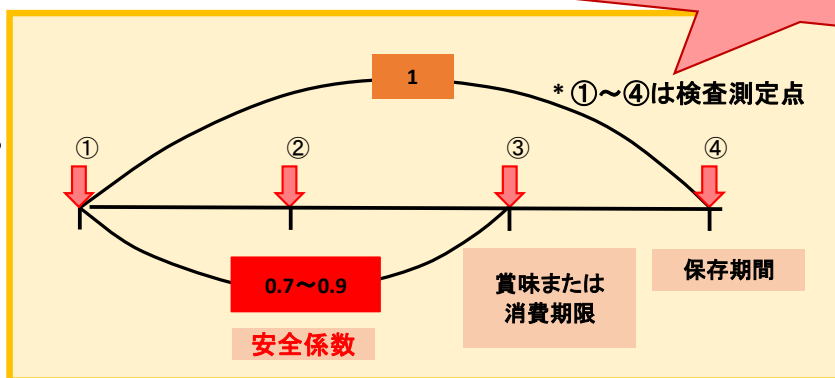 1
*①～④は検査測定点
①
②
③
④
0.7～0.9
賞味または
消費期限
保存期間
安全係数